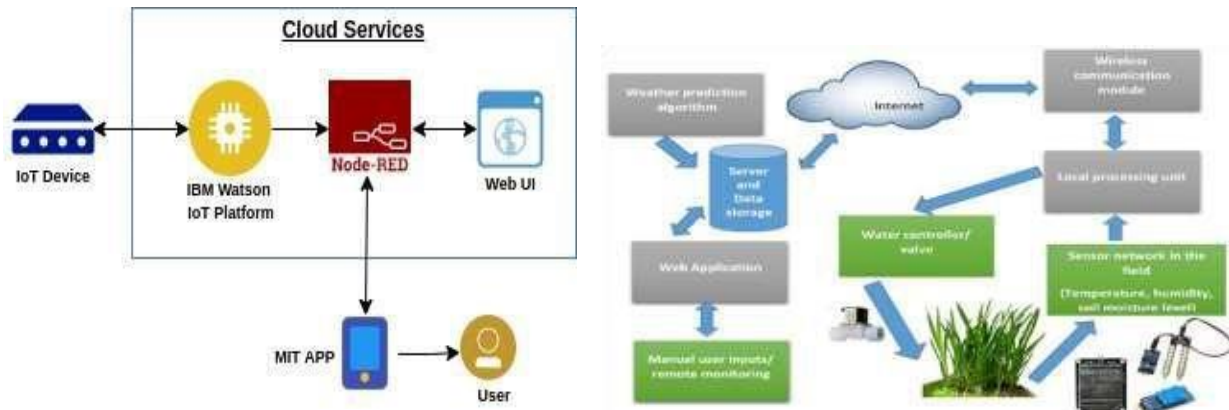 Cloud Services
IoT Device
IBM Watson
IoT Platform
Node-RED
Web UI
MIT APP
User
Weather prediction
algorithm
Internet
Wireless
communication
module
Server
and
Data
storage
Local processing unit
Water controller/
valve
Web Application
Sensor network in the
field
(Temperature, humidity,
soil moisture level)
Manual user inputs/
remote monitoring